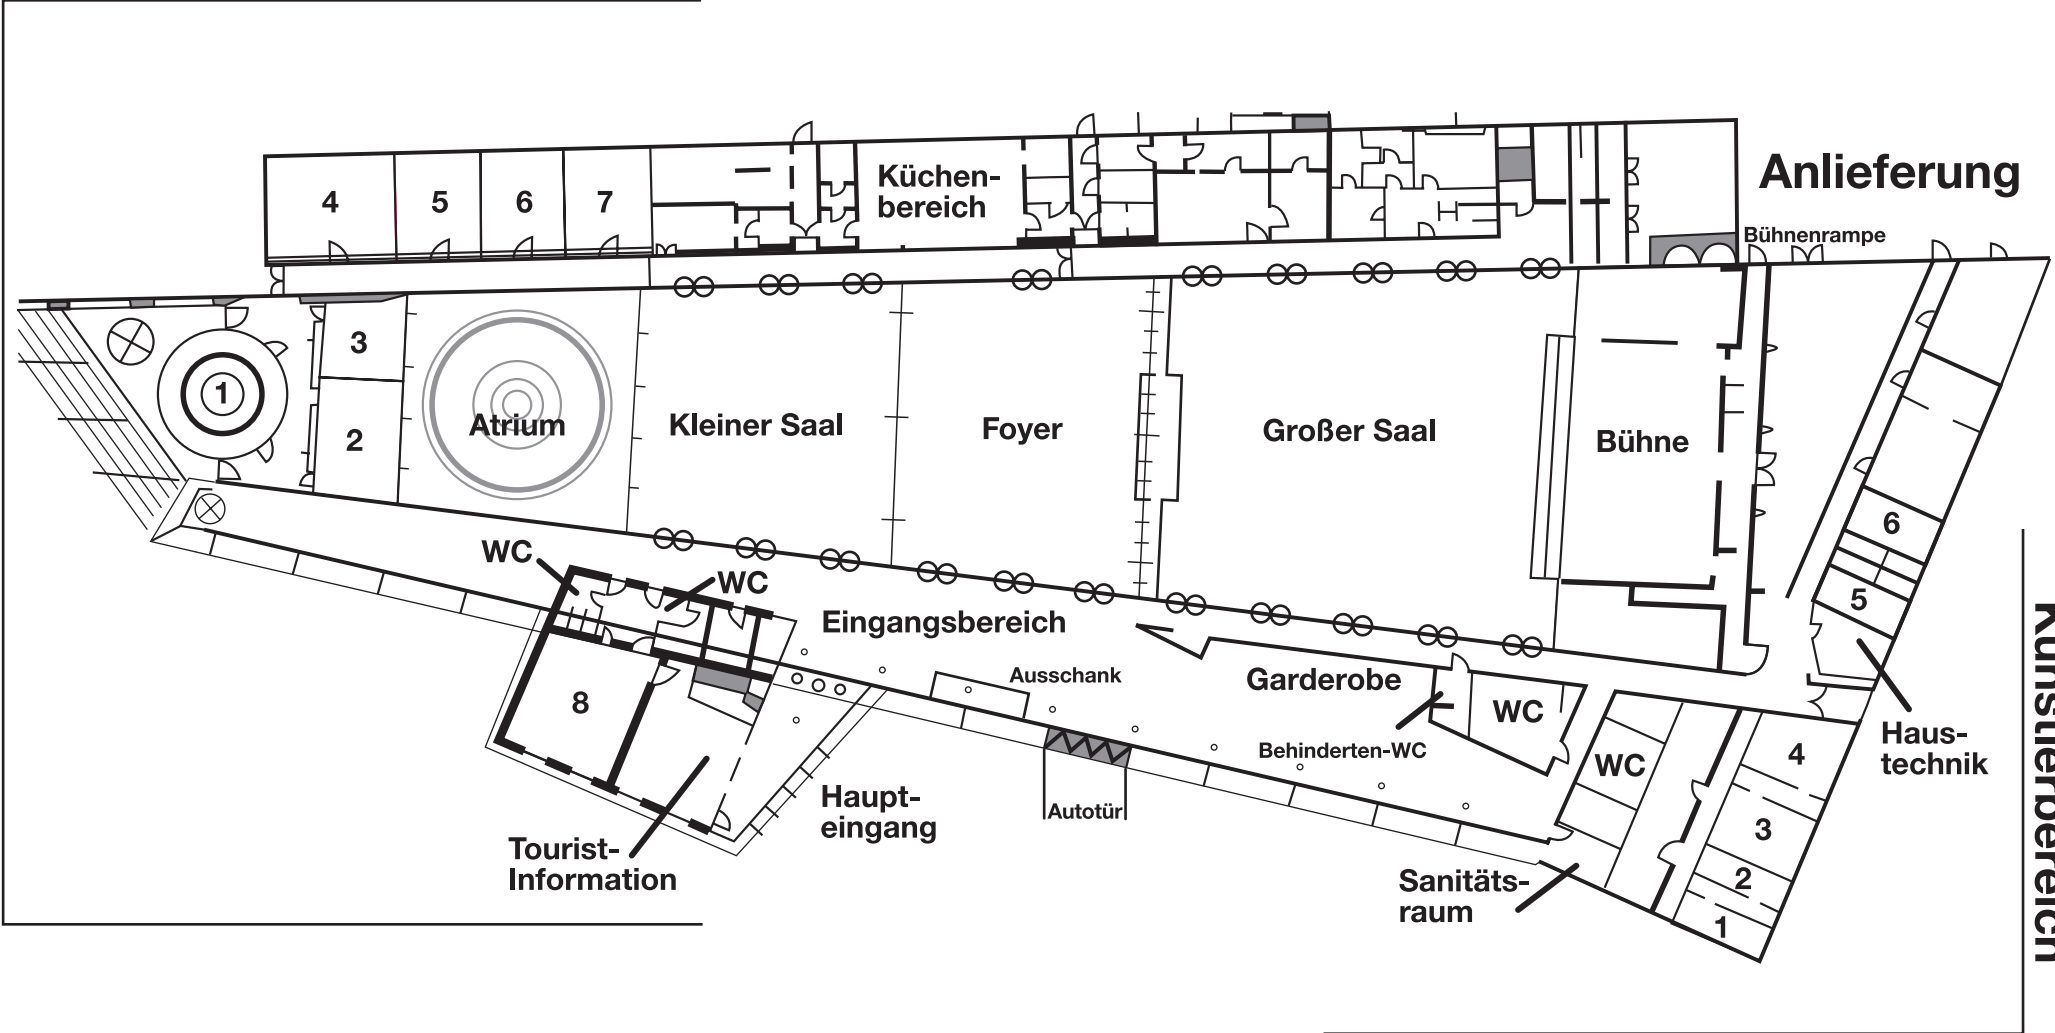 Küchen-
bereich
Anlieferung
Bühnenrampe
4
5
6
7
3
1
2
Atrium
Kleiner Saal
Foyer
Großer Saal
Bühne
6
5
WC
WC
Eingangsbereich
Ausschank
Garderobe
WC
Behinderten-WC
WC
Haus-
technik
4
3
2
1
8
Haupt-
eingang
Autotür
Tourist-
Information
Sanitäts-
raum
Künstlerbereich